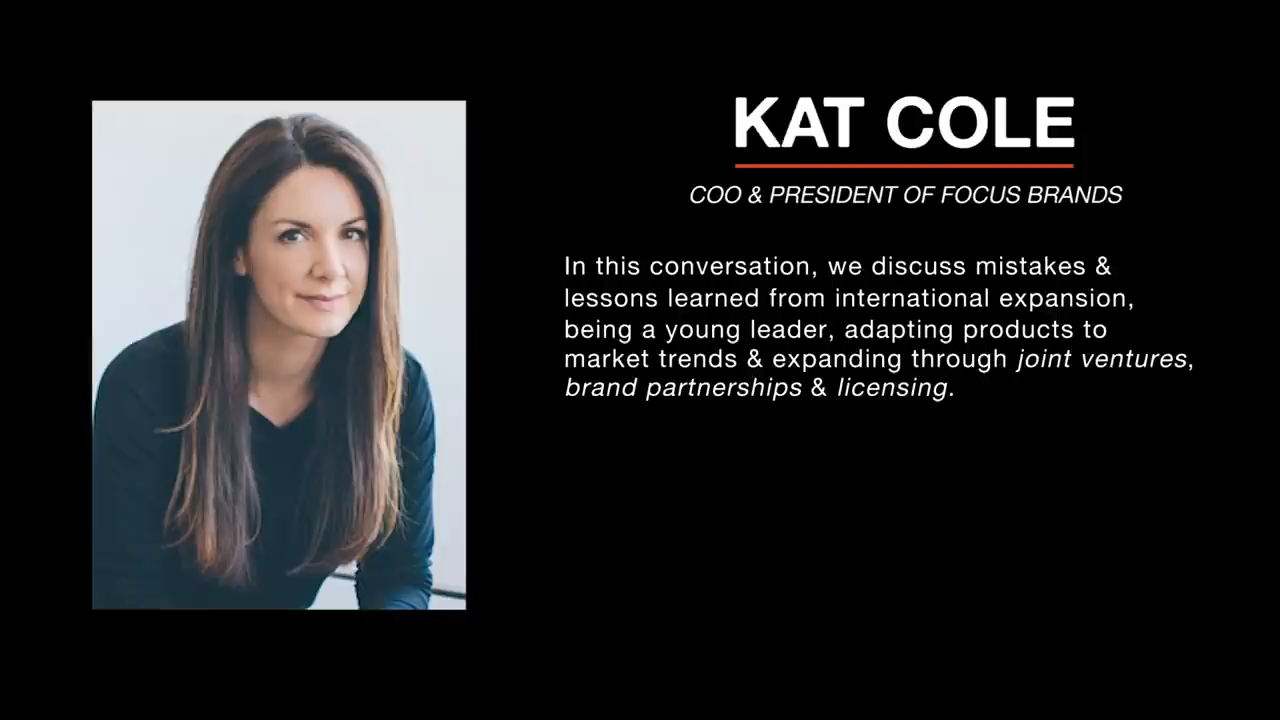 KAT COLE
COO & PRESIDENT OF FOCUS BRANDS
In this conversation, we discuss mistakes &
lessons learned from international expansion,
being a young leader, adapting products to
market trends & expanding through joint ventures,
brand partnerships & licensing.